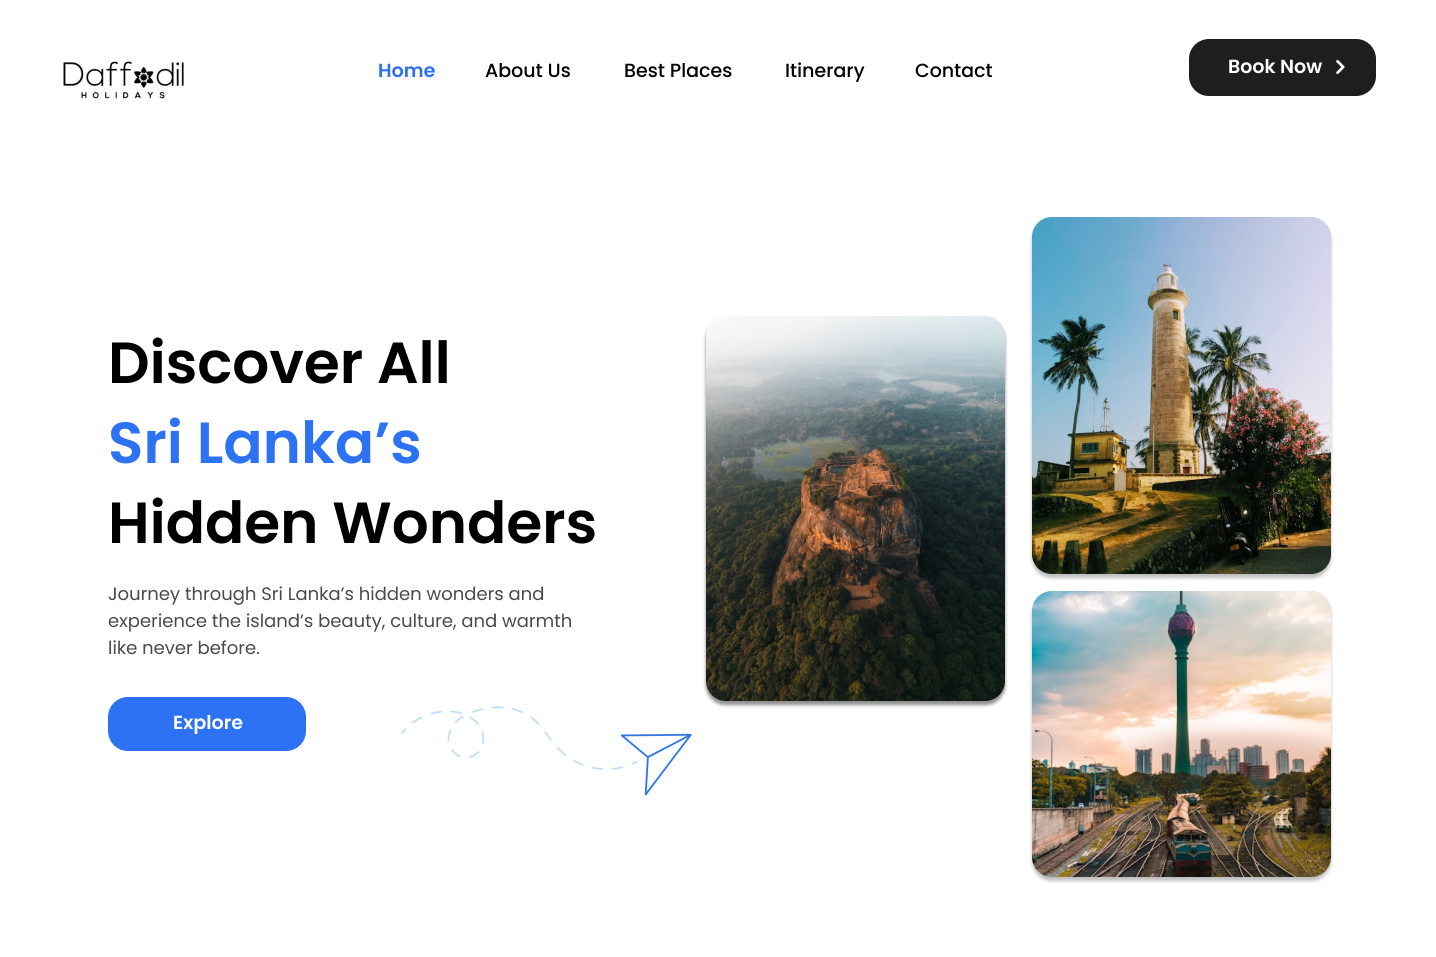 Daffodil
HOLIDAYS
Home
About Us
Best Places
Itinerary
Contact
Book Now
Discover All
Sri Lanka’s
Hidden Wonders
Journey through Sri Lanka’s hidden wonders and
experience the island’s beauty, culture, and warmth
like never before.
Explore